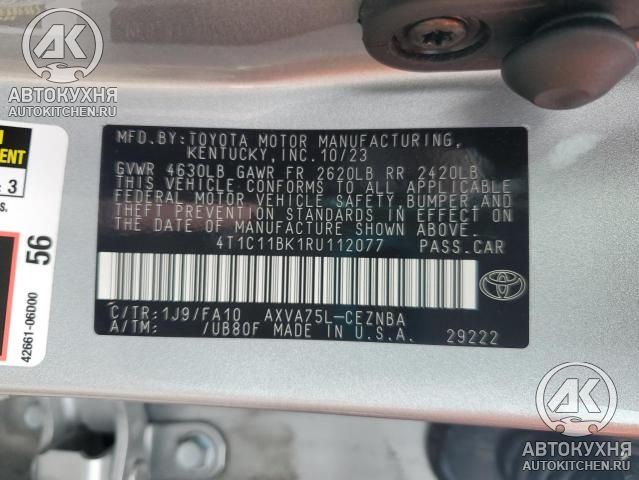 АВТОКУХНЯ
AUTOKITCHEN.RU
MFD.BY:TOYOTA MOTOR MANUFACTURING,
KENTUCKY, INC. 10/23
GVWR 4630LB GAWR FR 2620LB RR 2420LB
THIS VEHICLE CONFORMS TO ALL APPLICABLE
FEDERAL MOTOR VEHICLE SAFETY, BUMPER, AND
THEFT PREVENTION STANDARDS IN EFFECT ON
THE DATE OF MANUFACTURE SHOWN ABOVE.
4T1C11BK1RU112077 PASS.CAR
C/TR:1J9/FA10 AXVA75L-CEZNBA
A/TM: /UB80F MADE IN U.S.A. 29222
: 3
s.
56
42661-06D00
АК
АВТОКУХНЯ
AUTOKITCHEN.RU